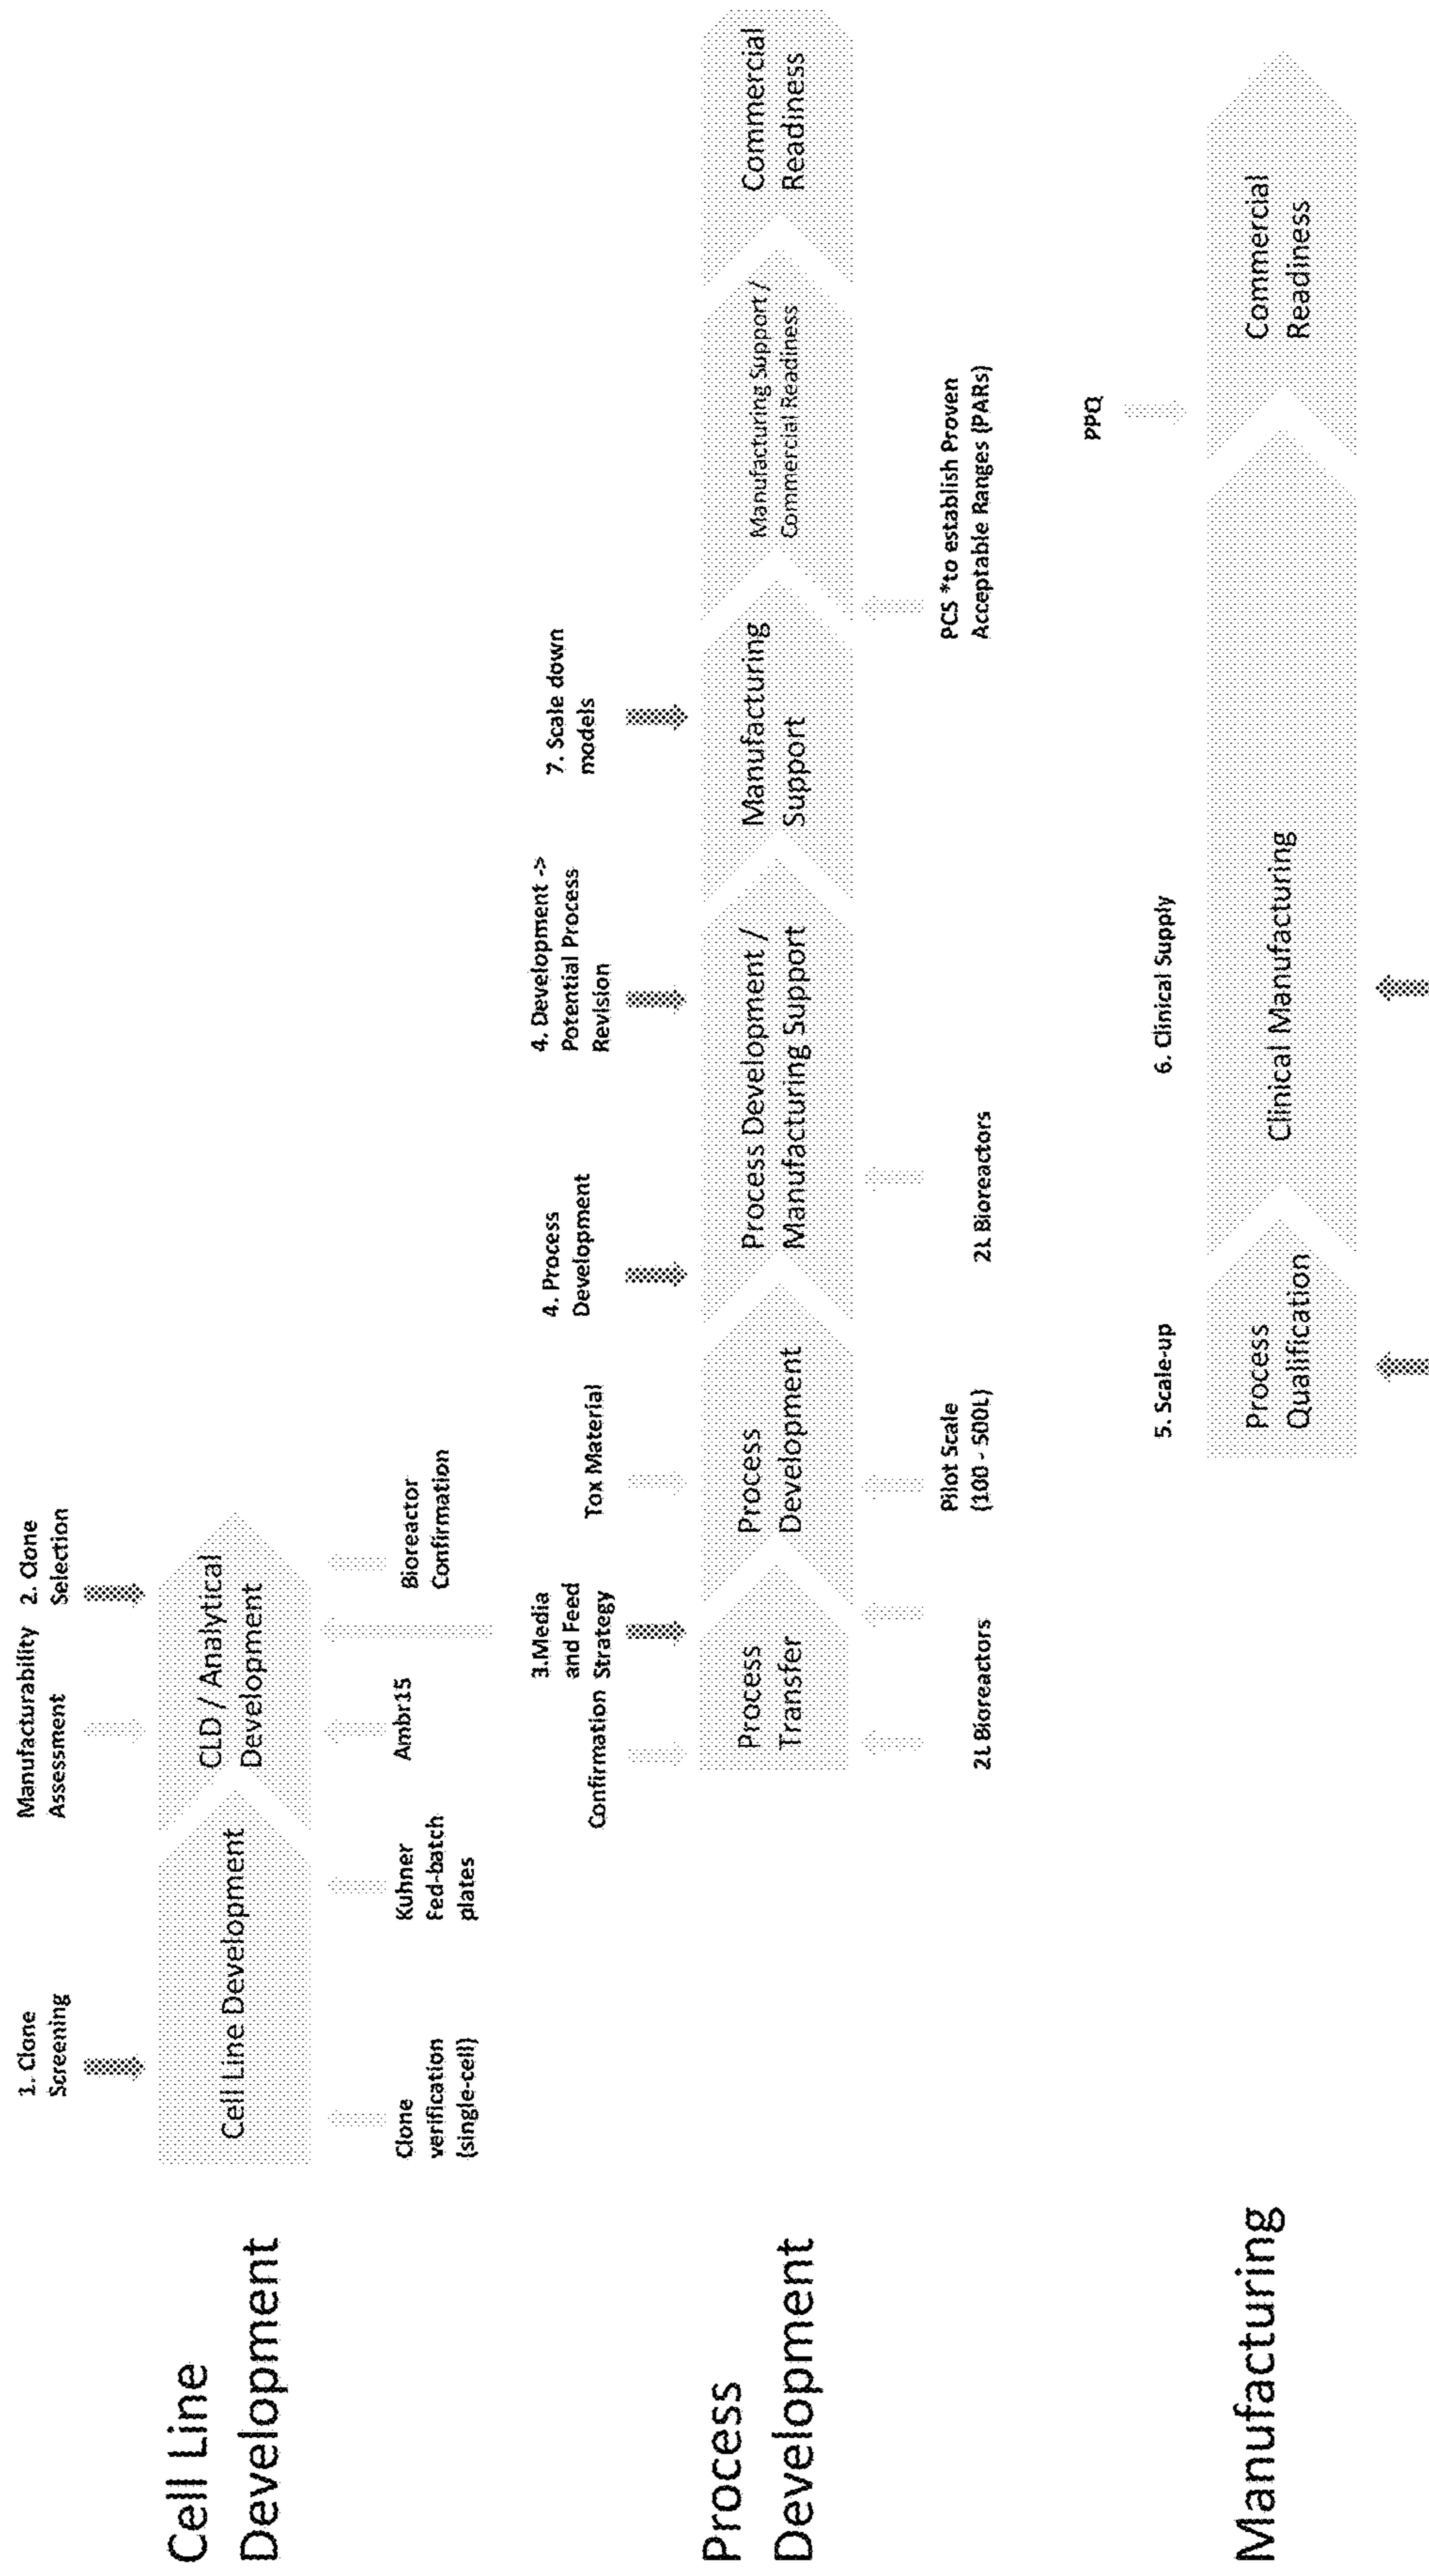 Cell Line
Development
1. Clone
Screening
Manufacturability
Assessment
2. Clone
Selection
Cell Line Development
CLD / Analytical
Development
Clone
verification
(single-cell)
Kuhner
Fed-batch
plates
Ambr15
Bioreactor
Confirmation
Process
Development
Confirmation
3.Media
and Feed
Strategy
Tox Material
4. Process
Development
4. Development ->
Potential Process
Revision
7. Scale down
models
Process
Transfer
Process
Development
Process Development /
Manufacturing Support
Manufacturing
Support
Manufacturing Support /
Commercial Readiness
Commercial
Readiness
2L Bioreactors
Pilot Scale
(100 - 500L)
2L Bioreactors
PCS *to establish Proven
Acceptable Ranges (PARs)
Manufacturing
5. Scale-up
6. Clinical Supply
PPQ
Process
Qualification
Clinical Manufacturing
Commercial
Readiness